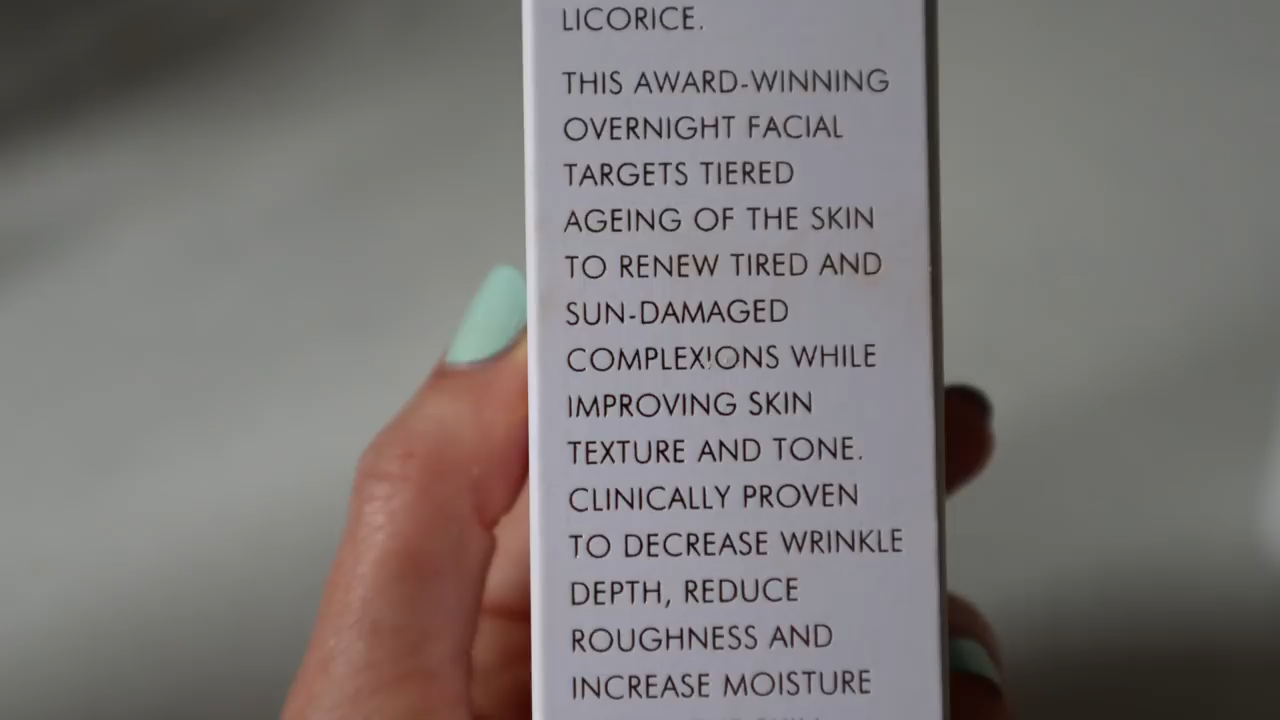 LICORICE.
THIS AWARD-WINNING
OVERNIGHT FACIAL
TARGETS TIERED
AGEING OF THE SKIN
TO RENEW TIRED AND
SUN-DAMAGED
COMPLEXIONS WHILE
IMPROVING SKIN
TEXTURE AND TONE.
CLINICALLY PROVEN
TO DECREASE WRINKLE
DEPTH, REDUCE
ROUGHNESS AND
INCREASE MOISTURE